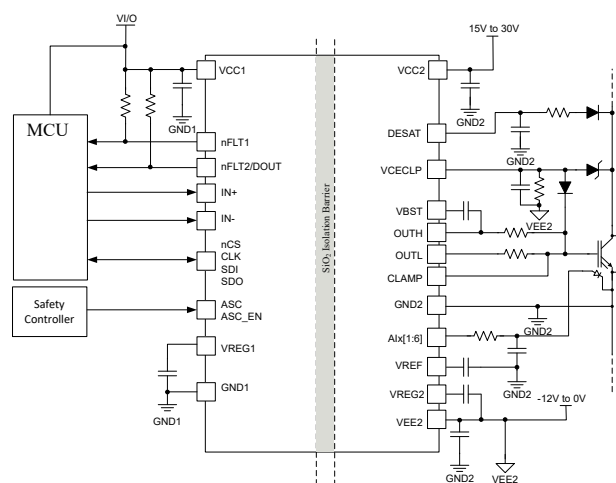 VI/O
15V to 30V
VCC1
VCC2
GND1
GND2
MCU
DESAT
nFLT1
GND2
nFLT2/DOUT
VCECLP
IN+
VBST
VEE2
IN-
OUTH
SiO2 Isolation Barrier
nCS
CLK
SDI
SDO
OUTL
CLAMP
Safety
Controller
ASC
ASC_EN
GND2
GND2
VREG1
AIx[1:6]
VREF
GND1
GND2
VREG2
-12V to 0V
GND1
VEE2
GND2
VEE2